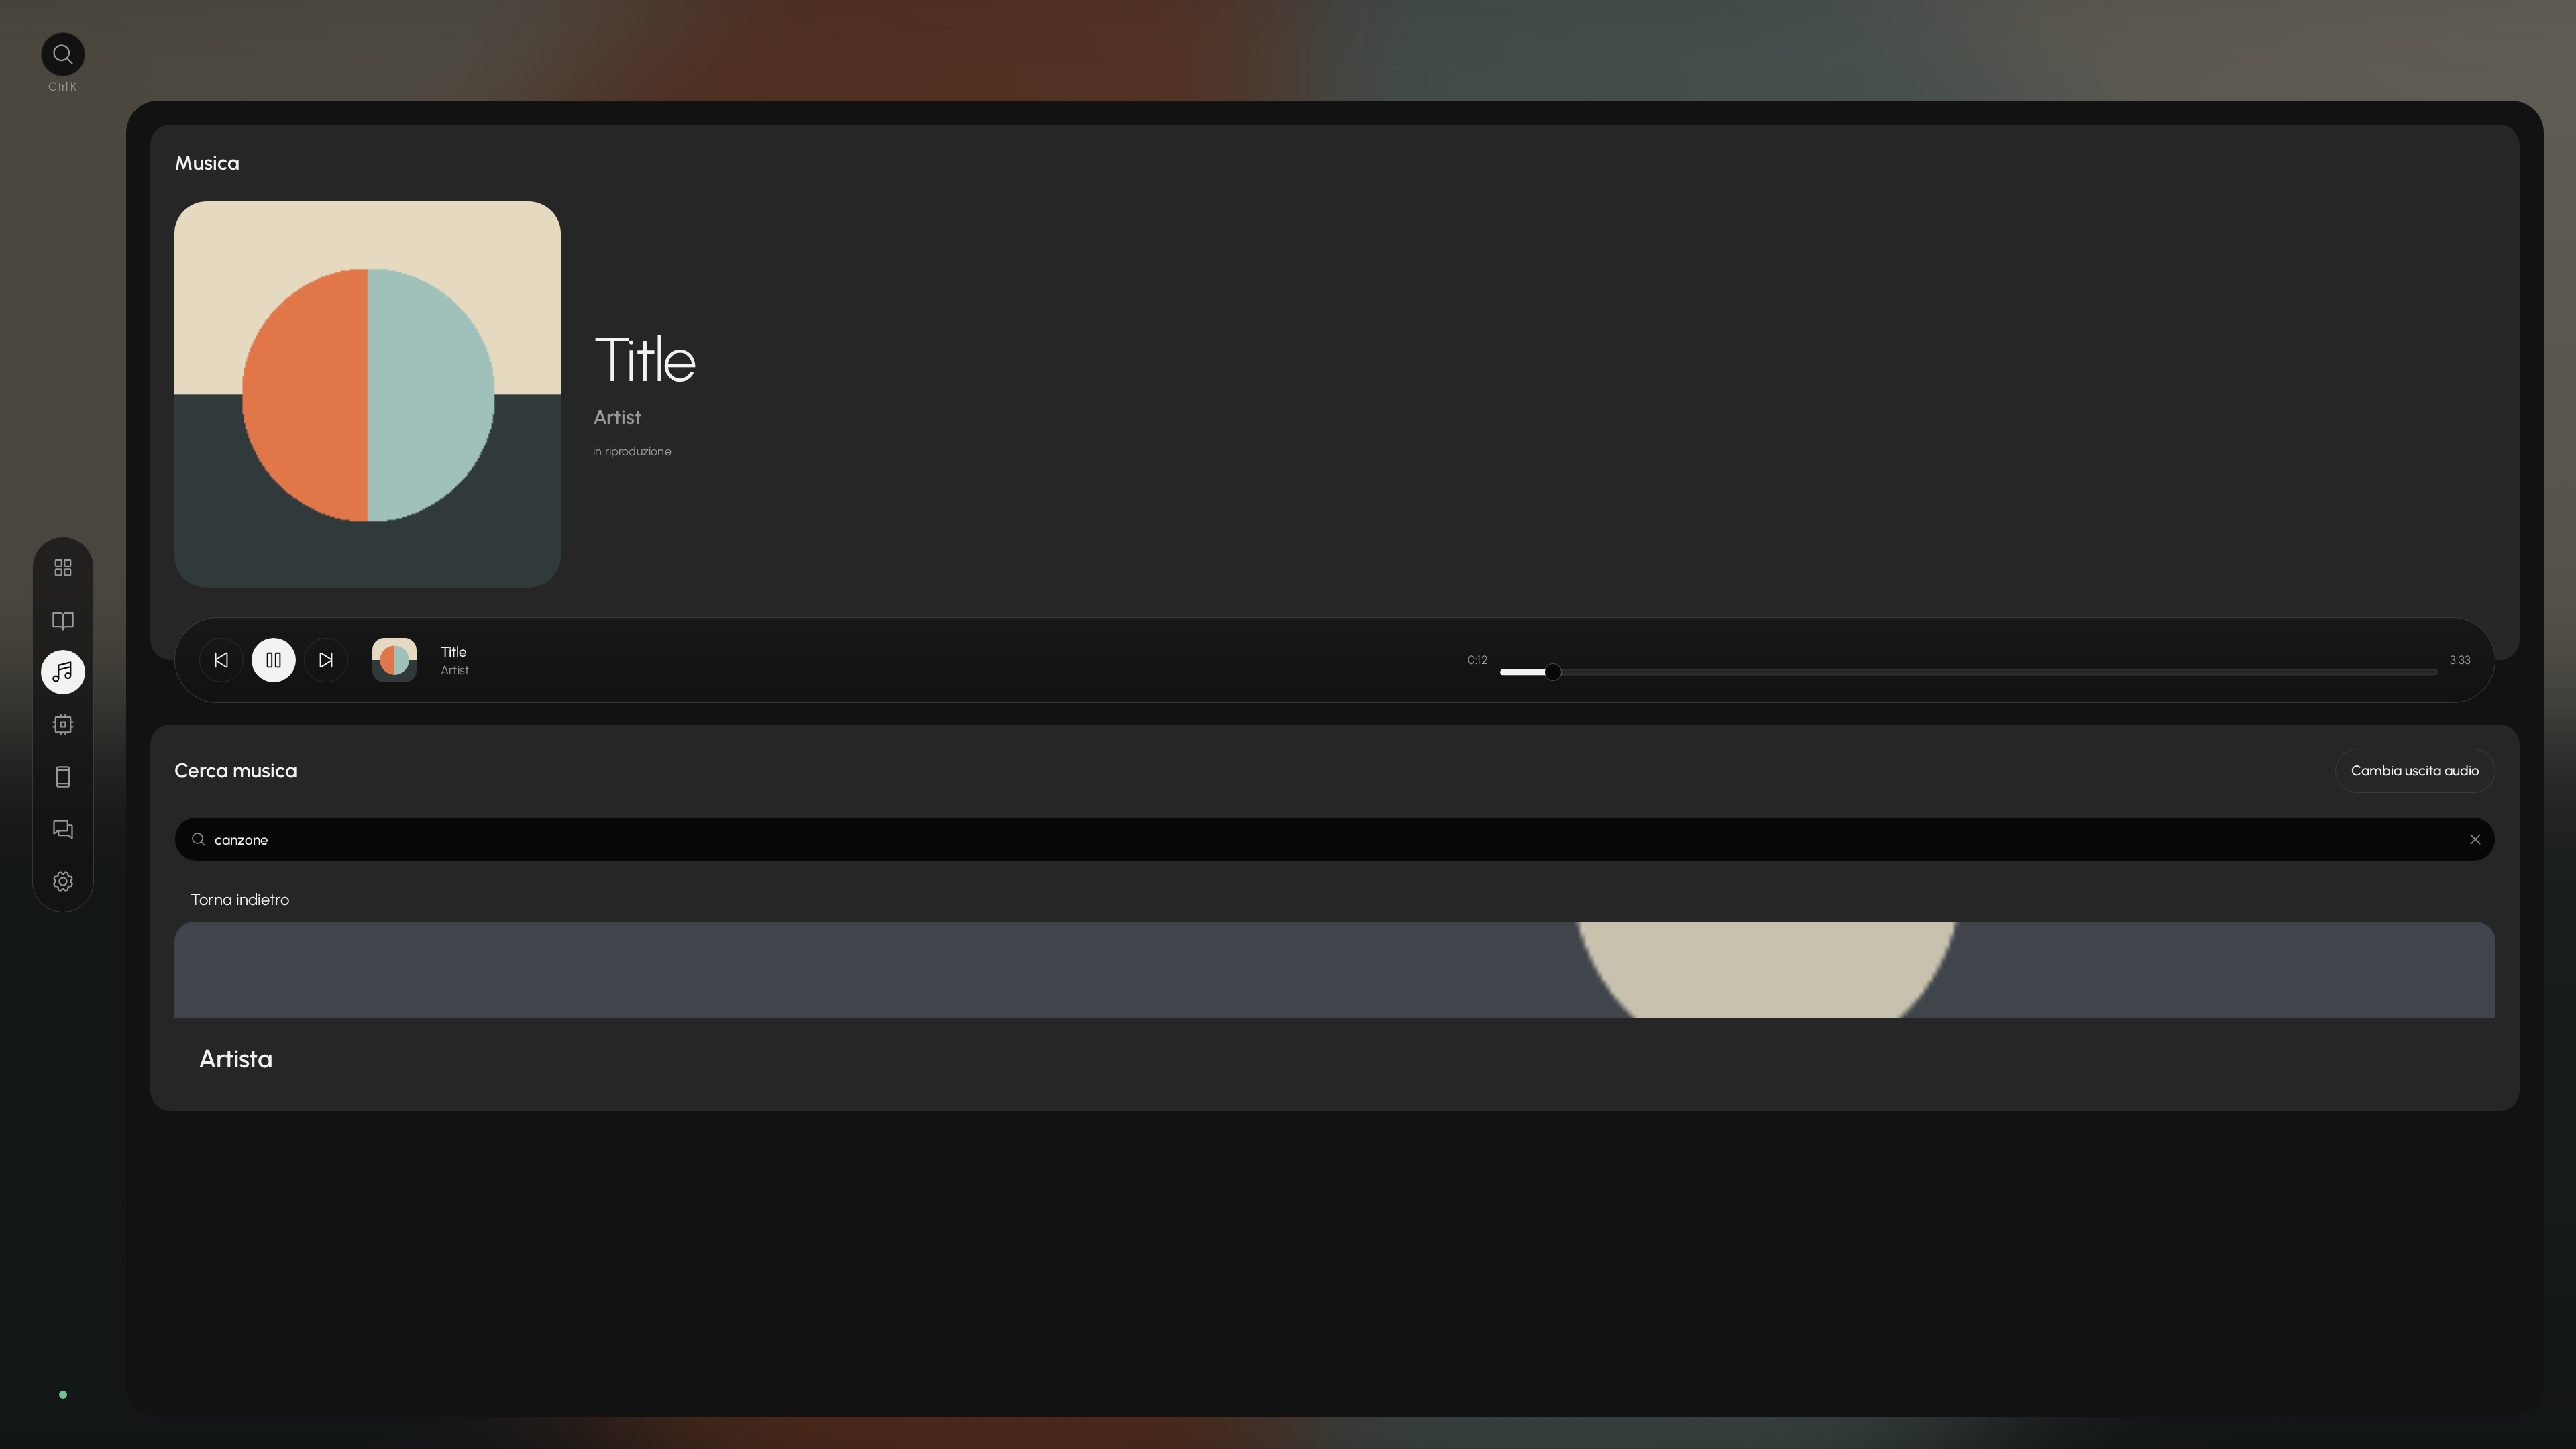 Ctrl K
Musica
Title
Artist
in riproduzione
Title
Artist
0:12
3:33
Cerca musica
Cambia uscita audio
canzone
Torna indietro
Artista